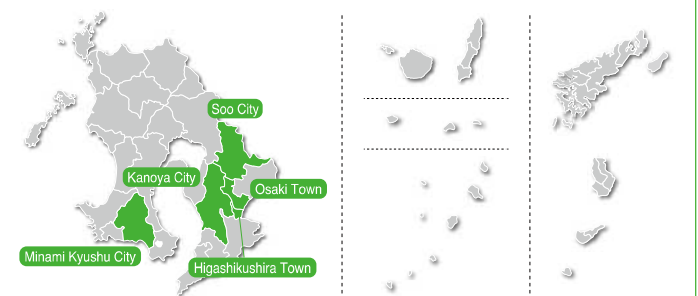 Soo City
Kanoya City
Osaki Town
Minami Kyushu City
Higashikushira Town